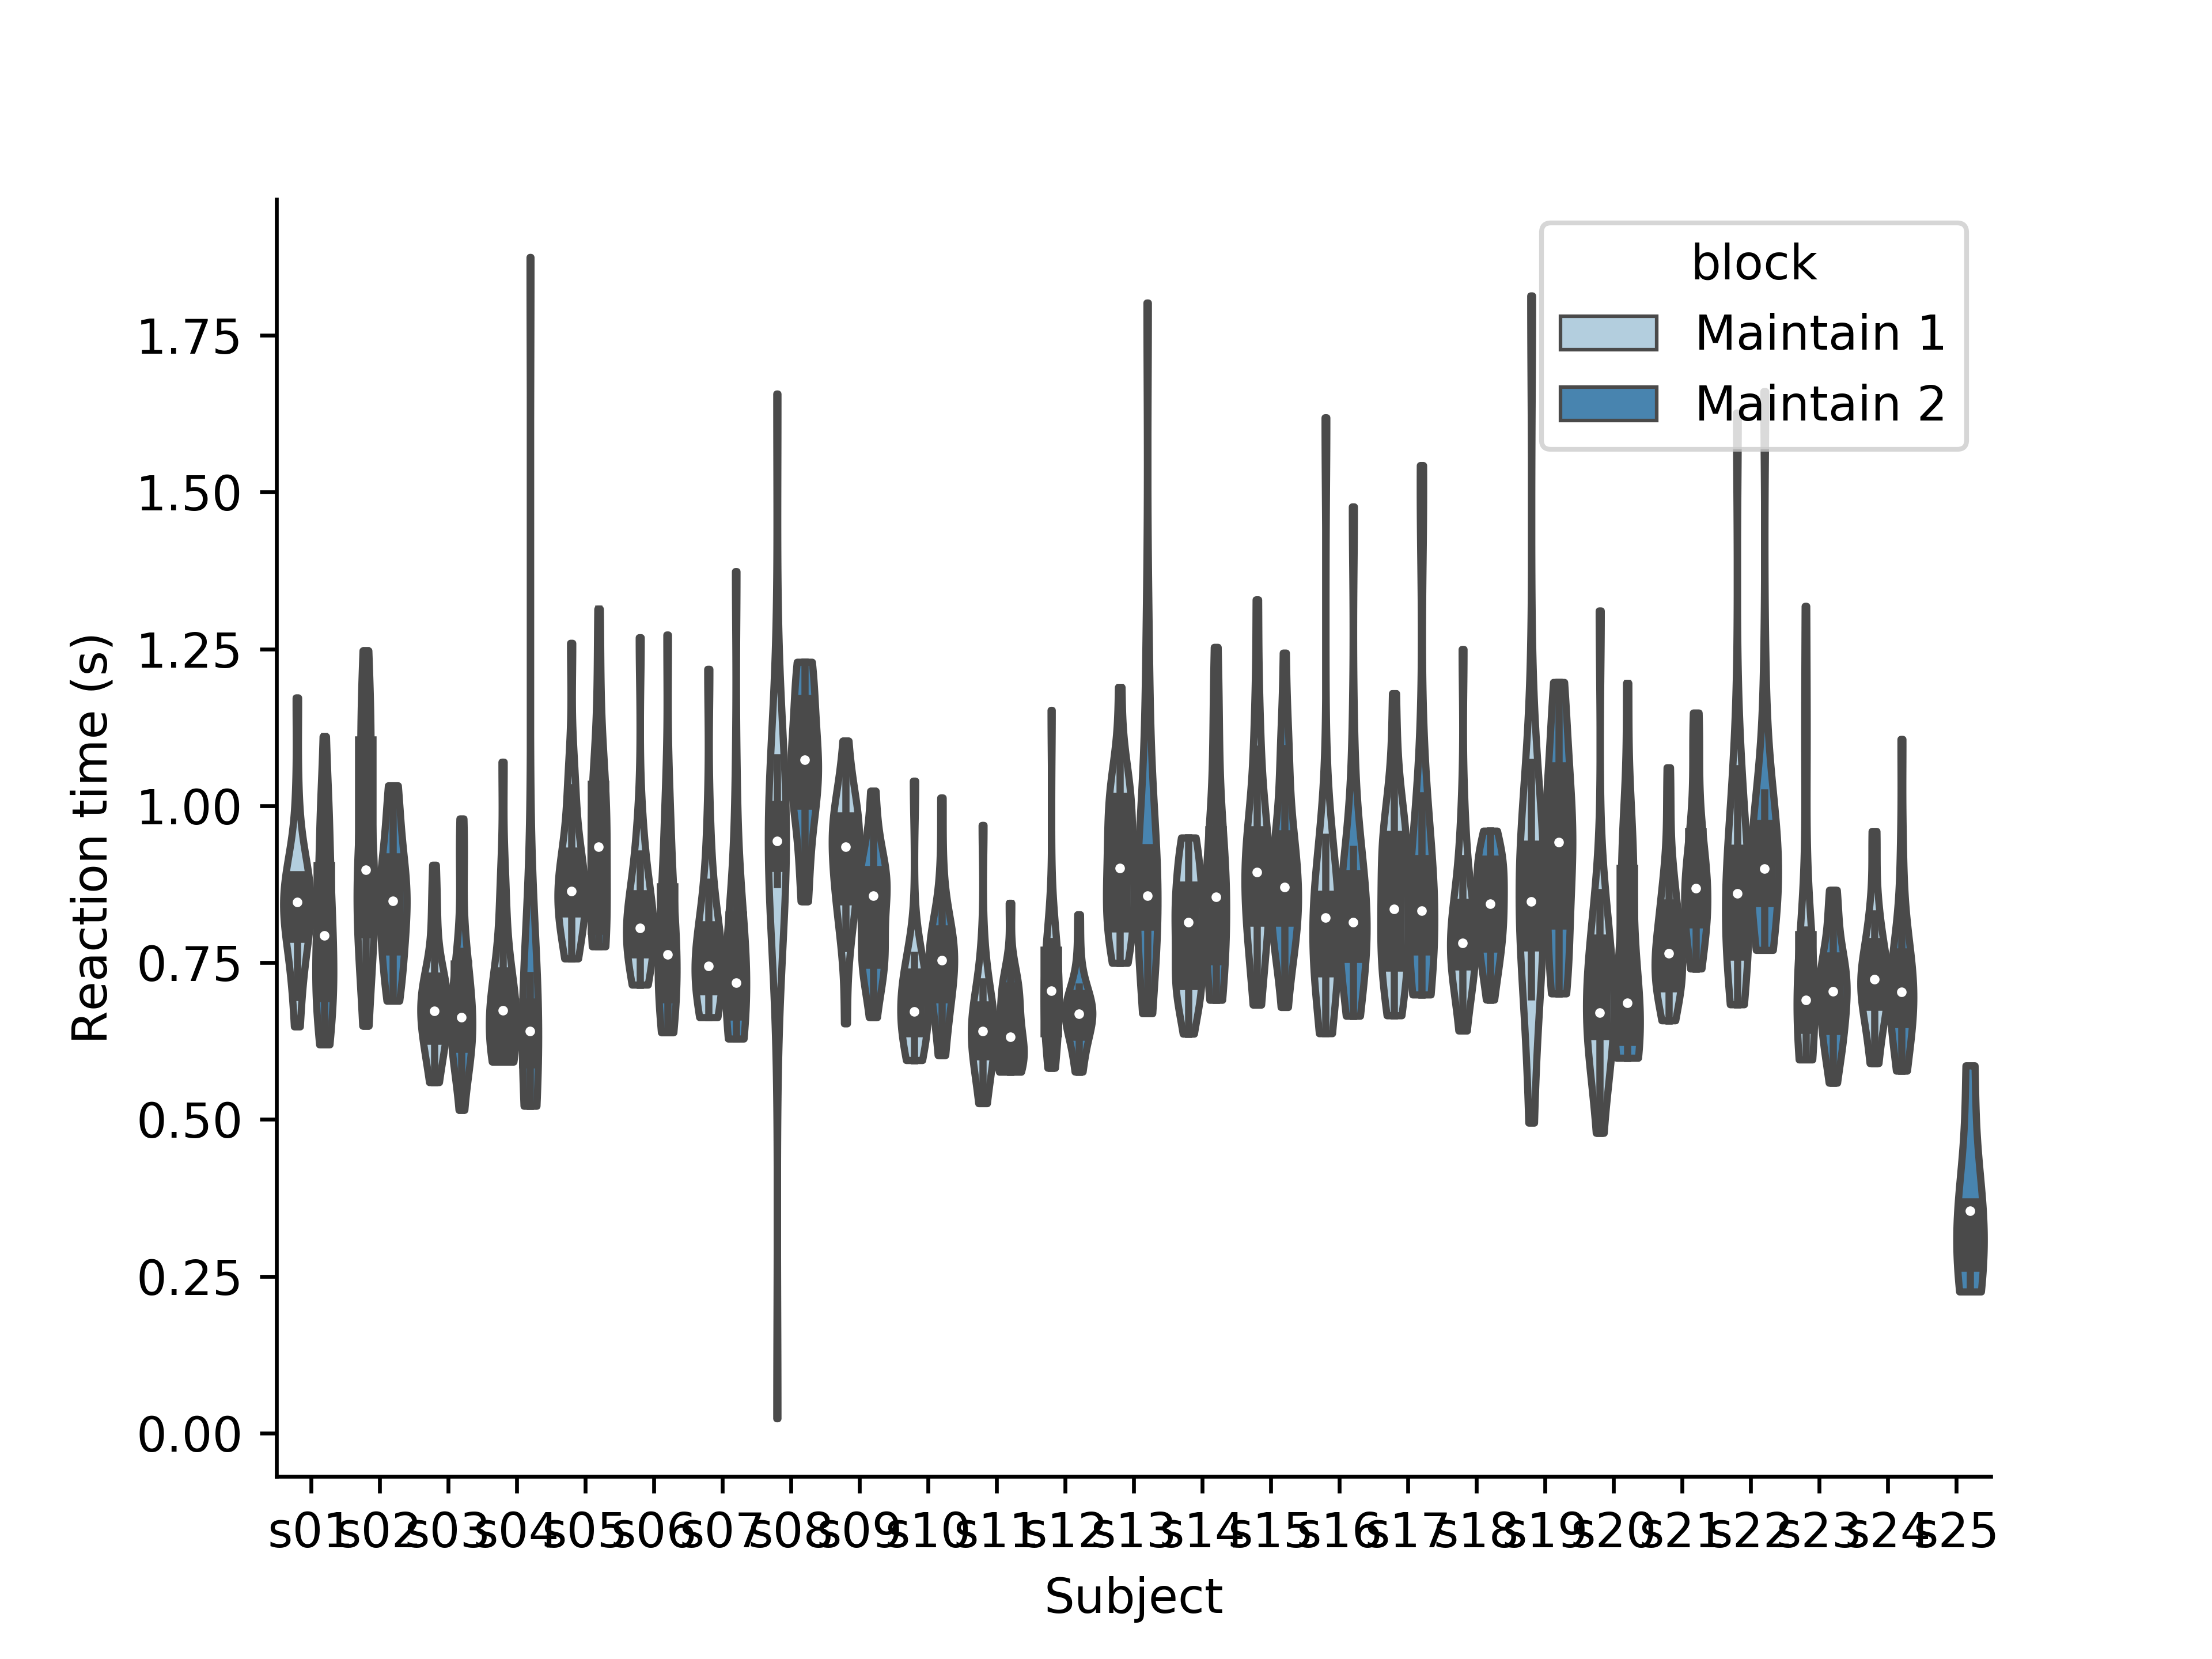 block
Maintain 1
Maintain 2
1.75
1.50
1.25
1.00
0.75
0.50
0.25
0.00
Reaction time (s)
s01 s02 s03 s04 s05 s06 s07 s08 s09 s10 s11 s12 s13 s14 s15 s16 s17 s18 s19 s20 s21 s22 s23 s24 s25
Subject